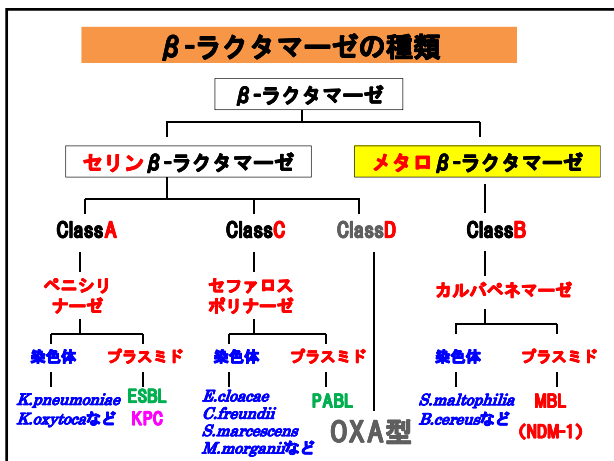 β-ラクタマーゼの種類
β-ラクタマーゼ
セリンβ-ラクタマーゼ
メタロβ-ラクタマーゼ
ClassA
ClassC
ClassD
ClassB
ペニシリ
ナーゼ
セファロス
ポリナーゼ
カルバペネマーゼ
染色体
プラスミド
染色体
プラスミド
染色体
プラスミド
K.pneumoniae
K.oxytocaなど
ESBL
KPC
E.cloacae
C.freundii
S.marcescens
M.morganiiなど
PABL
OXA型
S.maltophilia
B.cereusなど
MBL
(NDM-1)